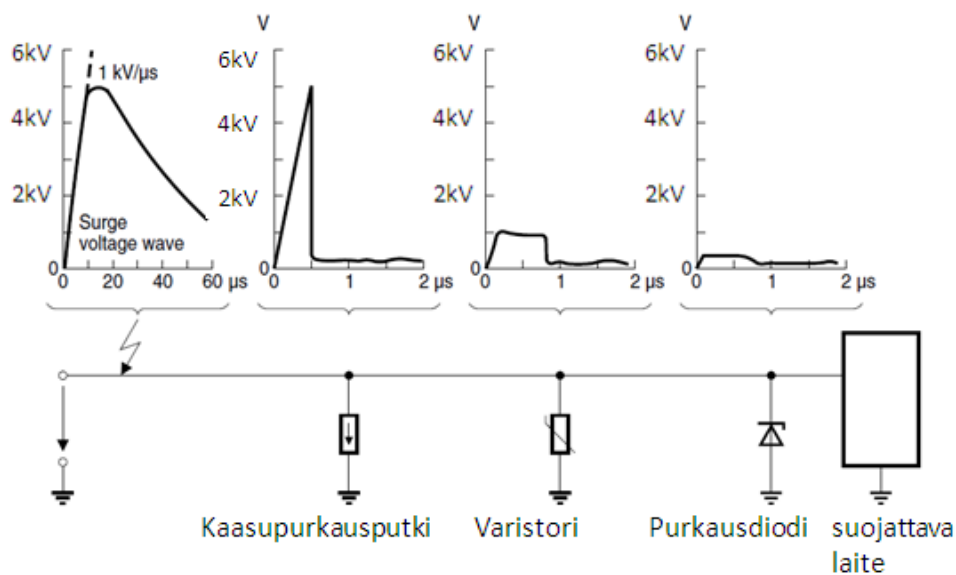 6kV
4kV
2kV
0
1 kV/µs
Surge
voltage wave
0 20 40 60 µs
V
6kV
4kV
2kV
0
0 1 2 µs
V
6kV
4kV
2kV
0
0 1 2 µs
V
6kV
4kV
2kV
0
0 1 2 µs
Kaasupurkausputki
Varistori
Purkausdiodi
suojattava
laite